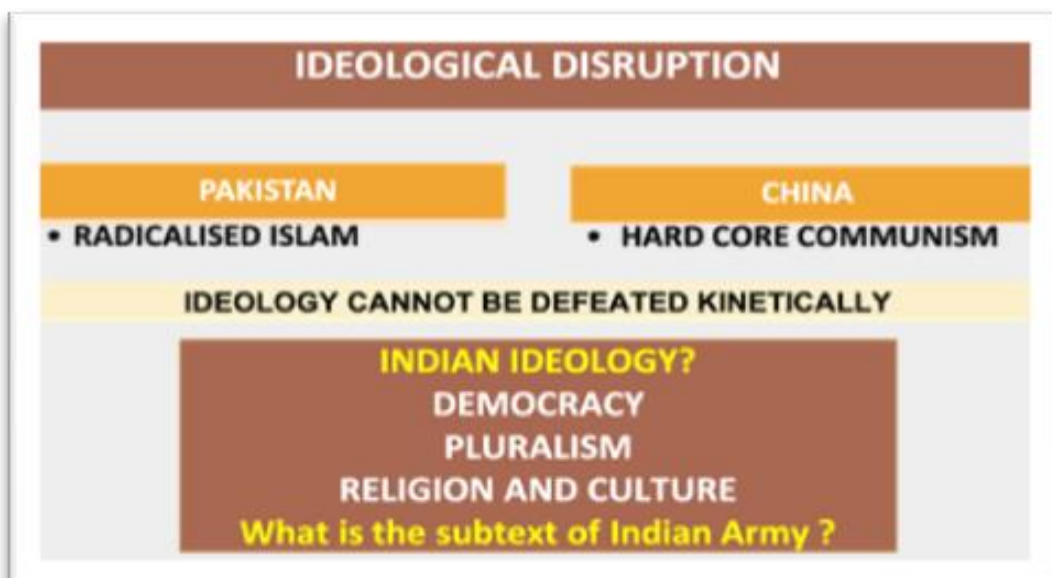 IDEOLOGICAL DISRUPTION
PAKISTAN
• RADICALISED ISLAM
CHINA
• HARD CORE COMMUNISM
IDEOLOGY CANNOT BE DEFEATED KINETICALLY
INDIAN IDEOLOGY?
DEMOCRACY
PLURALISM
RELIGION AND CULTURE
What is the subtext of Indian Army ?